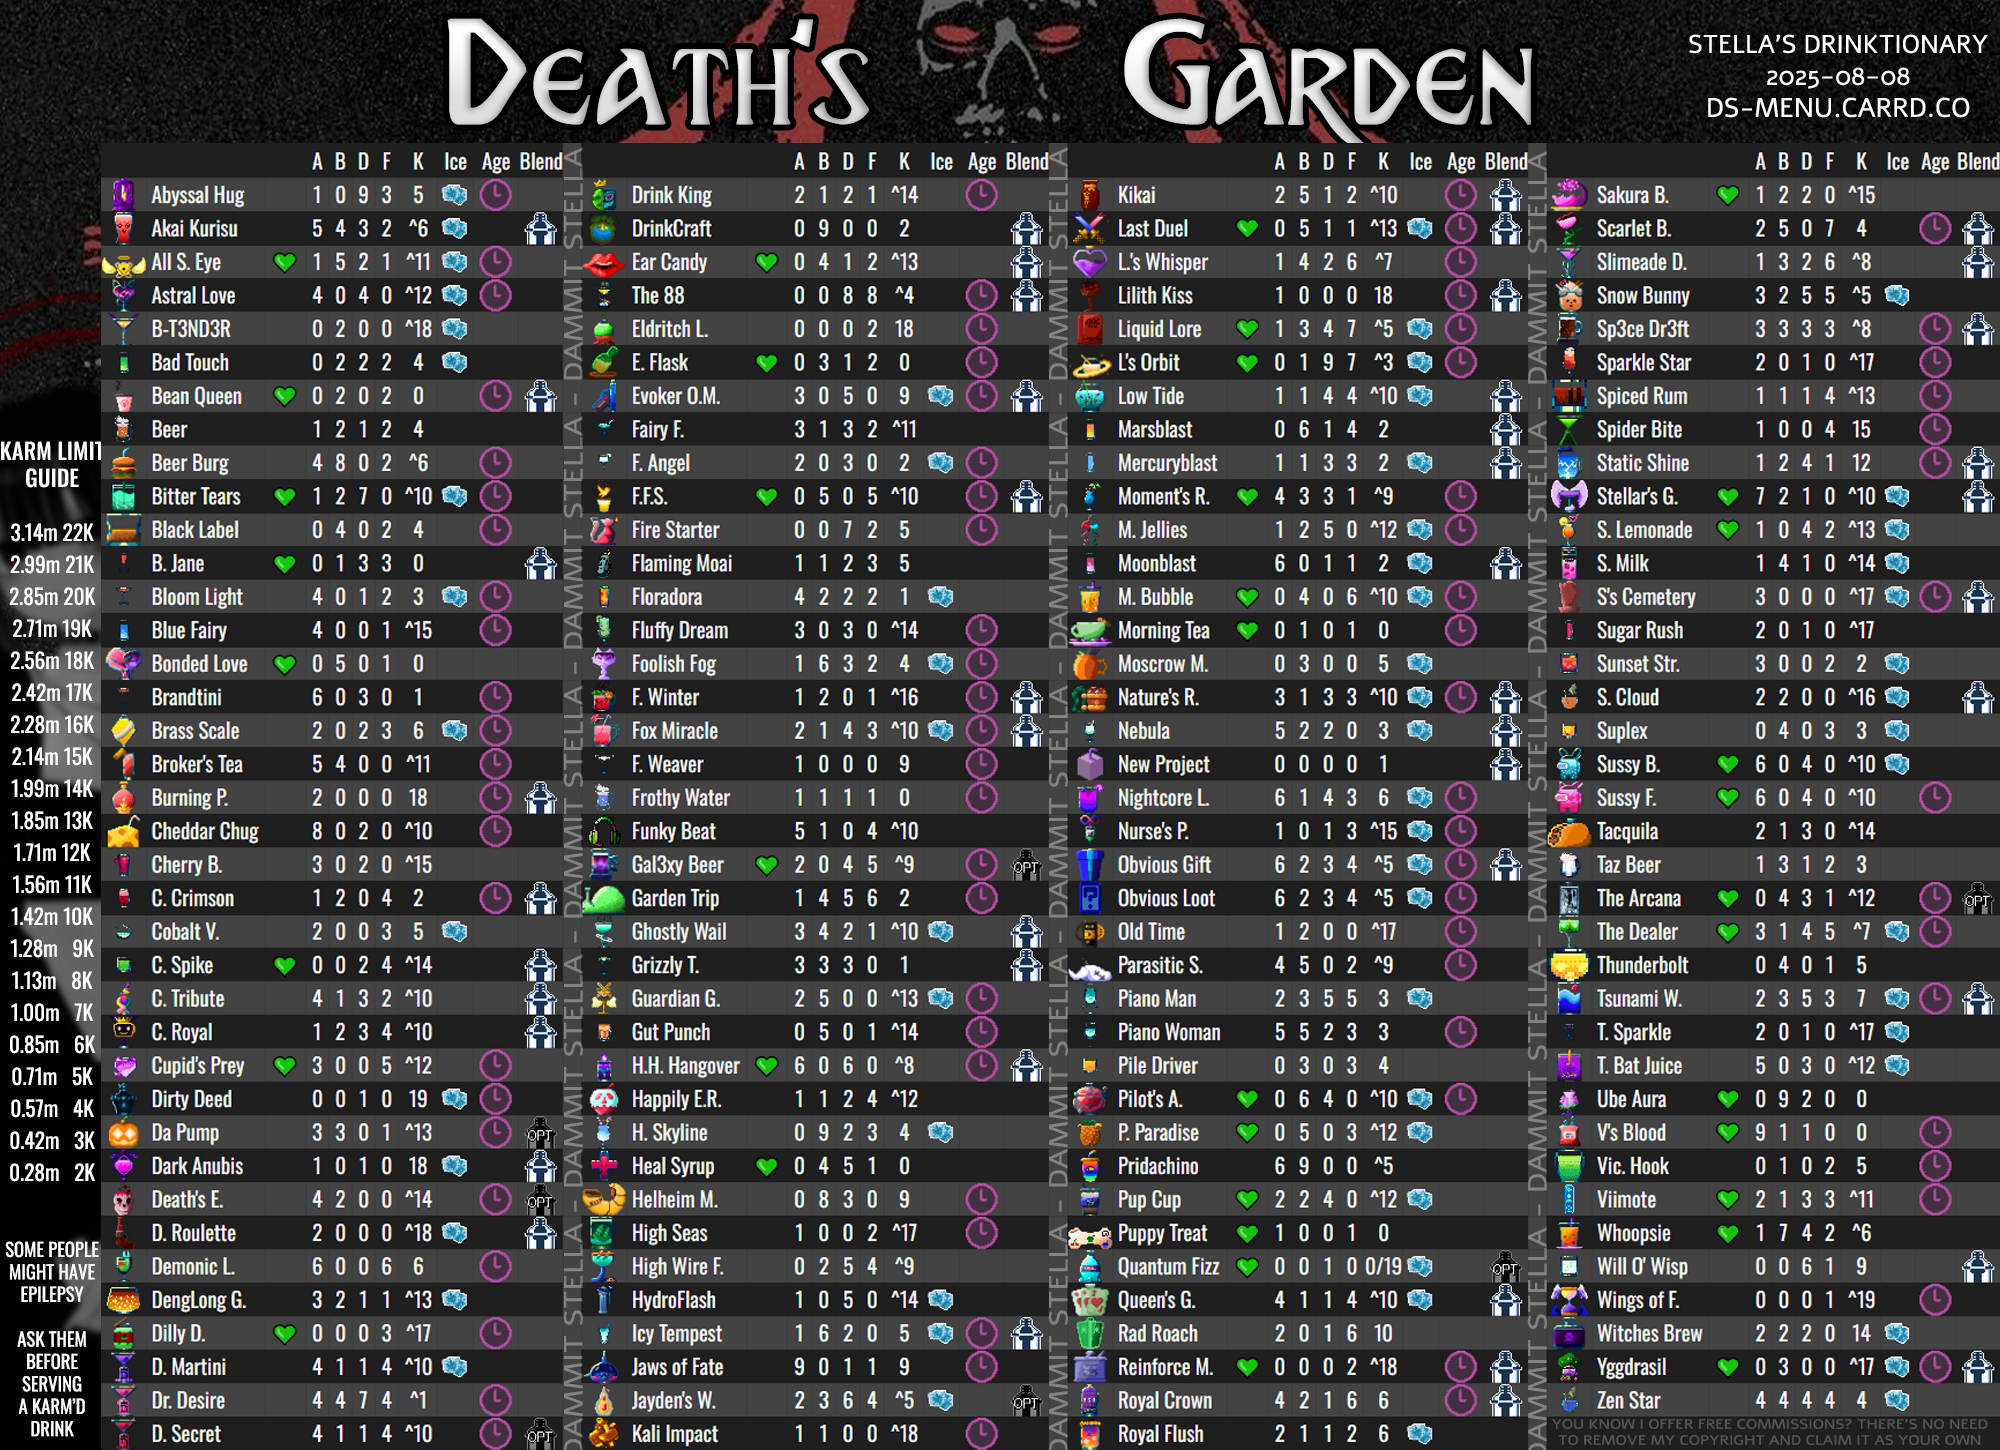 DEATH'S GARDEN
STELLA'S DRINKTIONARY
2025-08-08
DS-MENU.CARRD.CO
KARM LIMIT
GUIDE
3.14m 22K
2.99m 21K
2.85m 20K
2.71m 19K
2.56m 18K
2.42m 17K
2.28m 16K
2.14m 15K
1.99m 14K
1.85m 13K
1.71m 12K
1.56m 11K
1.42m 10K
1.28m 9K
1.13m 8K
1.00m 7K
0.85m 6K
0.71m 5K
0.57m 4K
0.42m 3K
0.28m 2K
SOME PEOPLE
MIGHT HAVE
EPILEPSY
ASK THEM
BEFORE
SERVING
A KARM'D
DRINK
A B D F K Ice Age Blend
Abyssal Hug 1 0 9 3 5
Akai Kurisu 5 4 3 2 ^6
All S. Eye 1 5 2 1 ^11
Astral Love 4 0 4 0 ^12
B-T3ND3R 0 2 0 0 ^18
Bad Touch 0 2 2 2 4
Bean Queen 0 2 0 2 0
Beer 1 2 1 2 4
Beer Burg 4 8 0 2 ^6
Bitter Tears 1 2 7 0 ^10
Black Label 0 4 0 2 4
B. Jane 0 1 3 3 0
Bloom Light 4 0 1 2 3
Blue Fairy 4 0 0 1 ^15
Bonded Love 0 5 0 1 0
Brandtini 6 0 3 0 1
Brass Scale 2 0 2 3 6
Broker's Tea 5 4 0 0 ^11
Burning P. 2 0 0 0 18
Cheddar Chug 8 0 2 0 ^10
Cherry B. 3 0 2 0 ^15
C. Crimson 1 2 0 4 2
Cobalt V. 2 0 0 3 5
C. Spike 0 0 2 4 ^14
C. Tribute 4 1 3 2 ^10
C. Royal 1 2 3 4 ^10
Cupid's Prey 3 0 0 5 ^12
Dirty Deed 0 0 1 0 19
Da Pump 3 3 0 1 ^13 OPT
Dark Anubis 1 0 1 0 18
Death's E. 4 2 0 0 ^14 OPT
D. Roulette 2 0 0 0 ^18
Demonic L. 6 0 0 6 6
DengLong G. 3 2 1 1 ^13
Dilly D. 0 0 0 3 ^17
D. Martini 4 1 1 4 ^10
Dr. Desire 4 4 7 4 ^1
D. Secret 4 1 1 4 ^10 OPT
DAMMIT STELLA - DAMMIT STELLA - DAMMIT STELLA - DAMMIT STELLA
A B D F K Ice Age Blend
Drink King 2 1 2 1 ^14
DrinkCraft 0 9 0 0 2
Ear Candy 0 4 1 2 ^13
The 88 0 0 8 8 ^4
Eldritch L. 0 0 0 2 18
E. Flask 0 3 1 2 0
Evoker O.M. 3 0 5 0 9
Fairy F. 3 1 3 2 ^11
F. Angel 2 0 3 0 2
F.F.S. 0 5 0 5 ^10
Fire Starter 0 0 7 2 5
Flaming Moai 1 1 2 3 5
Floradora 4 2 2 2 1
Fluffy Dream 3 0 3 0 ^14
Foolish Fog 1 6 3 2 4
F. Winter 1 2 0 1 ^16
Fox Miracle 2 1 4 3 ^10
F. Weaver 1 0 0 0 9
Frothy Water 1 1 1 1 0
Funky Beat 5 1 0 4 ^10
Gal3xy Beer 2 0 4 5 ^9 OPT
Garden Trip 1 4 5 6 2
Ghostly Wail 3 4 2 1 ^10
Grizzly T. 3 3 3 0 1
Guardian G. 2 5 0 0 ^13
Gut Punch 0 5 0 1 ^14
H.H. Hangover 6 0 6 0 ^8
Happily E.R. 1 1 2 4 ^12
H. Skyline 0 9 2 3 4
Heal Syrup 0 4 5 1 0
Helheim M. 0 8 3 0 9
High Seas 1 0 0 2 ^17
High Wire F. 0 2 5 4 ^9
HydroFlash 1 0 5 0 ^14
Icy Tempest 1 6 2 0 5
Jaws of Fate 9 0 1 1 9
Jayden's W. 2 3 6 4 ^5 OPT
Kali Impact 1 1 0 0 ^18
DAMMIT STELLA - DAMMIT STELLA - DAMMIT STELLA - DAMMIT STELLA
A B D F K Ice Age Blend
Kikai 2 5 1 2 ^10
Last Duel 0 5 1 1 ^13
L.'s Whisper 1 4 2 6 ^7
Lilith Kiss 1 0 0 0 18
Liquid Lore 1 3 4 7 ^5
L's Orbit 0 1 9 7 ^3
Low Tide 1 1 4 4 ^10
Marsblast 0 6 1 4 2
Mercuryblast 1 1 3 3 2
Moment's R. 4 3 3 1 ^9
M. Jellies 1 2 5 0 ^12
Moonblast 6 0 1 1 2
M. Bubble 0 4 0 6 ^10
Morning Tea 0 1 0 1 0
Moscrow M. 0 3 0 0 5
Nature's R. 3 1 3 3 ^10
Nebula 5 2 2 0 3
New Project 0 0 0 0 1
Nightcore L. 6 1 4 3 6
Nurse's P. 1 0 1 3 ^15
Obvious Gift 6 2 3 4 ^5
Obvious Loot 6 2 3 4 ^5
Old Time 1 2 0 0 ^17
Parasitic S. 4 5 0 2 ^9
Piano Man 2 3 5 5 3
Piano Woman 5 5 2 3 3
Pile Driver 0 3 0 3 4
Pilot's A. 0 6 4 0 ^10
P. Paradise 0 5 0 3 ^12
Pridachino 6 9 0 0 ^5
Pup Cup 2 2 4 0 ^12
Puppy Treat 1 0 0 1 0
Quantum Fizz 0 0 1 0 0/19 OPT
Queen's G. 4 1 1 4 ^10
Rad Roach 2 0 1 6 10
Reinforce M. 0 0 0 2 ^18
Royal Crown 4 2 1 6 6
Royal Flush 2 1 1 2 6
DAMMIT STELLA - DAMMIT STELLA - DAMMIT STELLA - DAMMIT STELLA
A B D F K Ice Age Blend
Sakura B. 1 2 2 0 ^15
Scarlet B. 2 5 0 7 4
Slimeade D. 1 3 2 6 ^8
Snow Bunny 3 2 5 5 ^5
Sp3ce Dr3ft 3 3 3 3 ^8
Sparkle Star 2 0 1 0 ^17
Spiced Rum 1 1 1 4 ^13
Spider Bite 1 0 0 4 15
Static Shine 1 2 4 1 12
Stellar's G. 7 2 1 0 ^10
S. Lemonade 1 0 4 2 ^13
S. Milk 1 4 1 0 ^14
S's Cemetery 3 0 0 0 ^17
Sugar Rush 2 0 1 0 ^17
Sunset Str. 3 0 0 2 2
S. Cloud 2 2 0 0 ^16
Suplex 0 4 0 3 3
Sussy B. 6 0 4 0 ^10
Sussy F. 6 0 4 0 ^10
Tacquila 2 1 3 0 ^14
Taz Beer 1 3 1 2 3
The Arcana 0 4 3 1 ^12 OPT
The Dealer 3 1 4 5 ^7
Thunderbolt 0 4 0 1 5
Tsunami W. 2 3 5 3 7
T. Sparkle 2 0 1 0 ^17
T. Bat Juice 5 0 3 0 ^12
Ube Aura 0 9 2 0 0
V's Blood 9 1 1 0 0
Vic. Hook 0 1 0 2 5
Viimote 2 1 3 3 ^11
Whoopsie 1 7 4 2 ^6
Will O' Wisp 0 0 6 1 9
Wings of F. 0 0 0 1 ^19
Witches Brew 2 2 2 0 14
Yggdrasil 0 3 0 0 ^17
Zen Star 4 4 4 4 4
YOU KNOW I OFFER FREE COMMISSIONS? THERE'S NO NEED
TO REMOVE MY COPYRIGHT AND CLAIM IT AS YOUR OWN